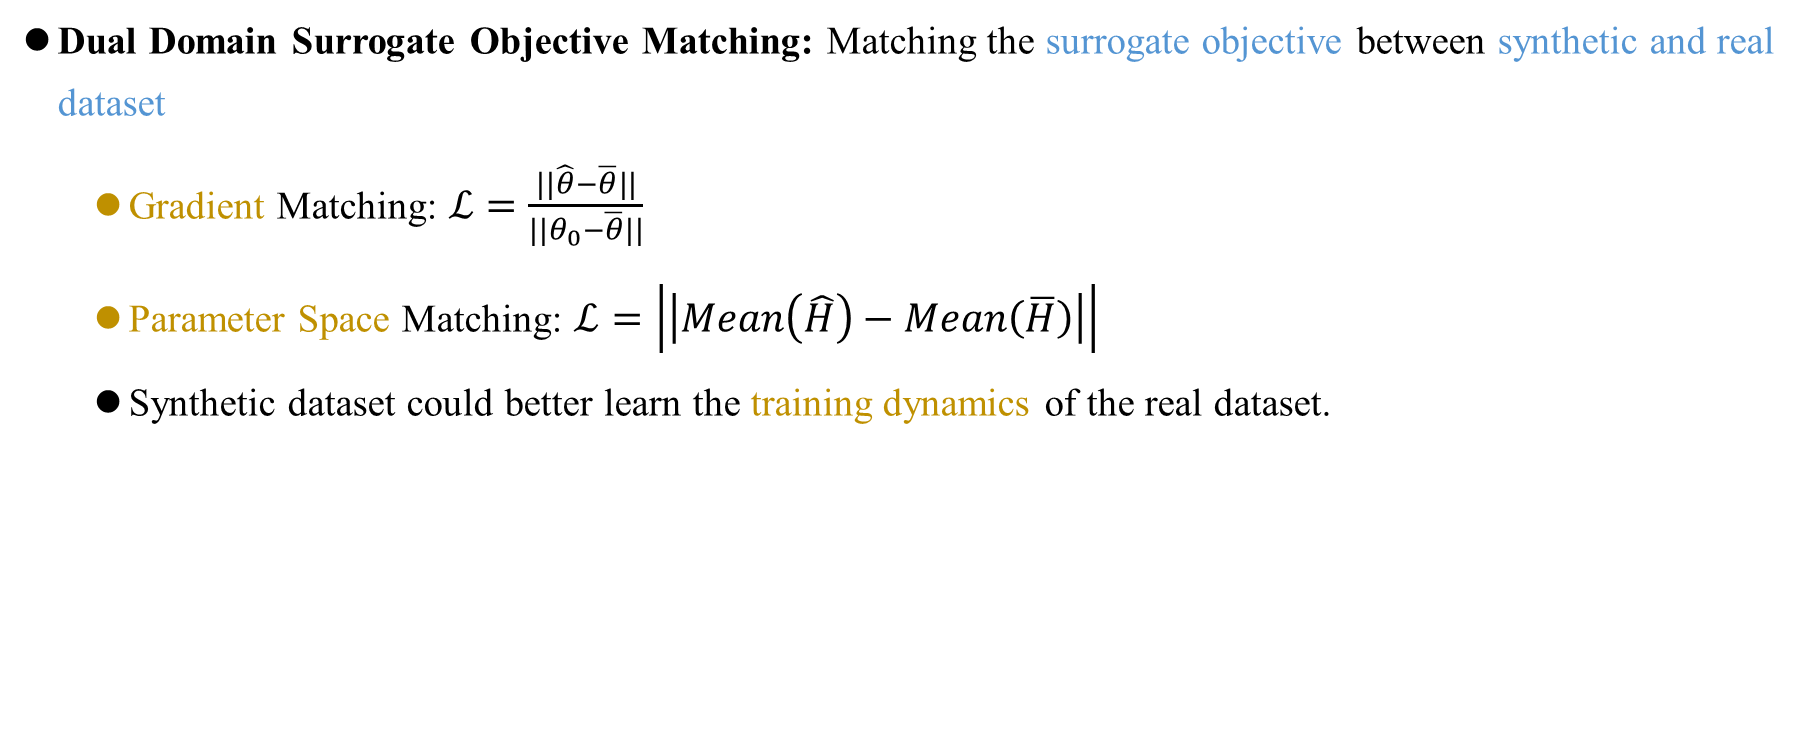 ● Dual Domain Surrogate Objective Matching: Matching the surrogate objective between synthetic and real
dataset
● Gradient Matching: ℒ = ||θ̂−θ̅|| / ||θ₀−θ̅||
● Parameter Space Matching: ℒ = ||Mean(Ĥ) − Mean(H̅)||
● Synthetic dataset could better learn the training dynamics of the real dataset.